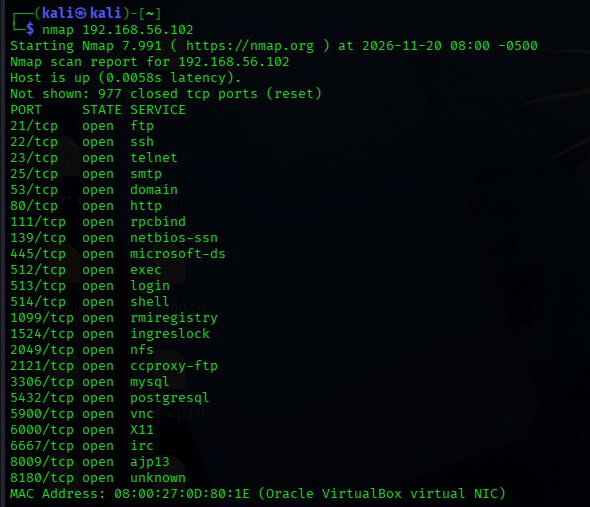 ┌──(kali㉿kali)-[~]
└─$ nmap 192.168.56.102
Starting Nmap 7.991 ( https://nmap.org ) at 2026-11-20 08:00 -0500
Nmap scan report for 192.168.56.102
Host is up (0.0058s latency).
Not shown: 977 closed tcp ports (reset)
PORT     STATE SERVICE
21/tcp   open  ftp
22/tcp   open  ssh
23/tcp   open  telnet
25/tcp   open  smtp
53/tcp   open  domain
80/tcp   open  http
111/tcp  open  rpcbind
139/tcp  open  netbios-ssn
445/tcp  open  microsoft-ds
512/tcp  open  exec
513/tcp  open  login
514/tcp  open  shell
1099/tcp open  rmiregistry
1524/tcp open  ingreslock
2049/tcp open  nfs
2121/tcp open  ccproxy-ftp
3306/tcp open  mysql
5432/tcp open  postgresql
5900/tcp open  vnc
6000/tcp open  X11
6667/tcp open  irc
8009/tcp open  ajp13
8180/tcp open  unknown
MAC Address: 08:00:27:0D:80:1E (Oracle VirtualBox virtual NIC)